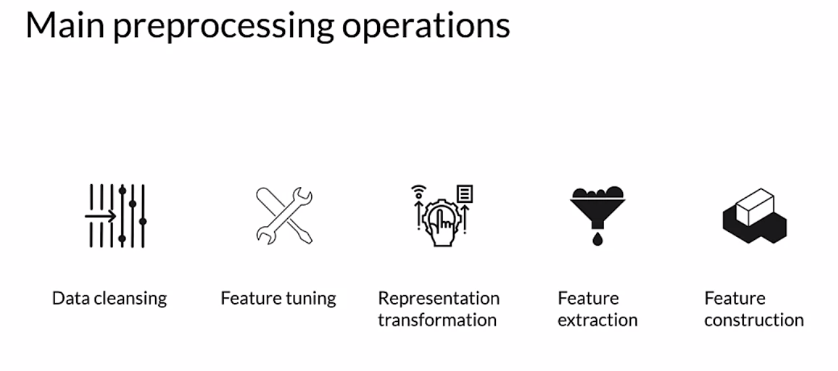 Main preprocessing operations
Data cleansing
Feature tuning
Representation
transformation
Feature
extraction
Feature
construction